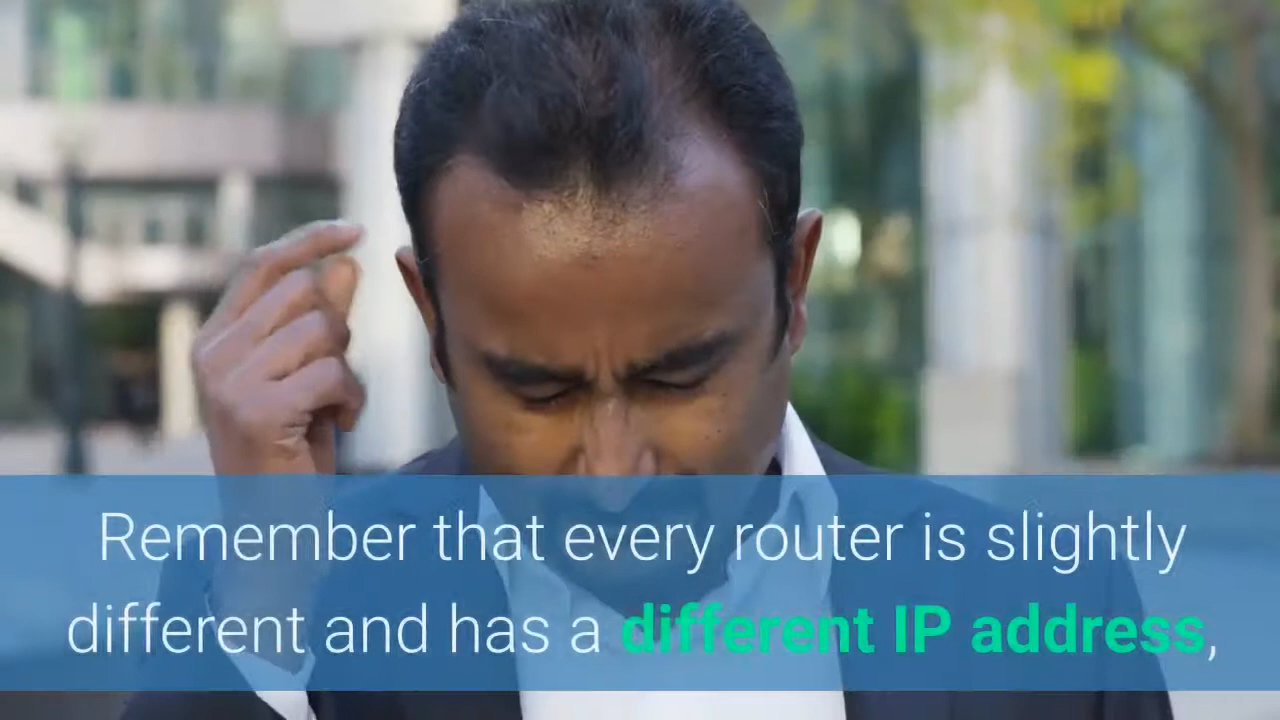 Remember that every router is slightly
different and has a different IP address,